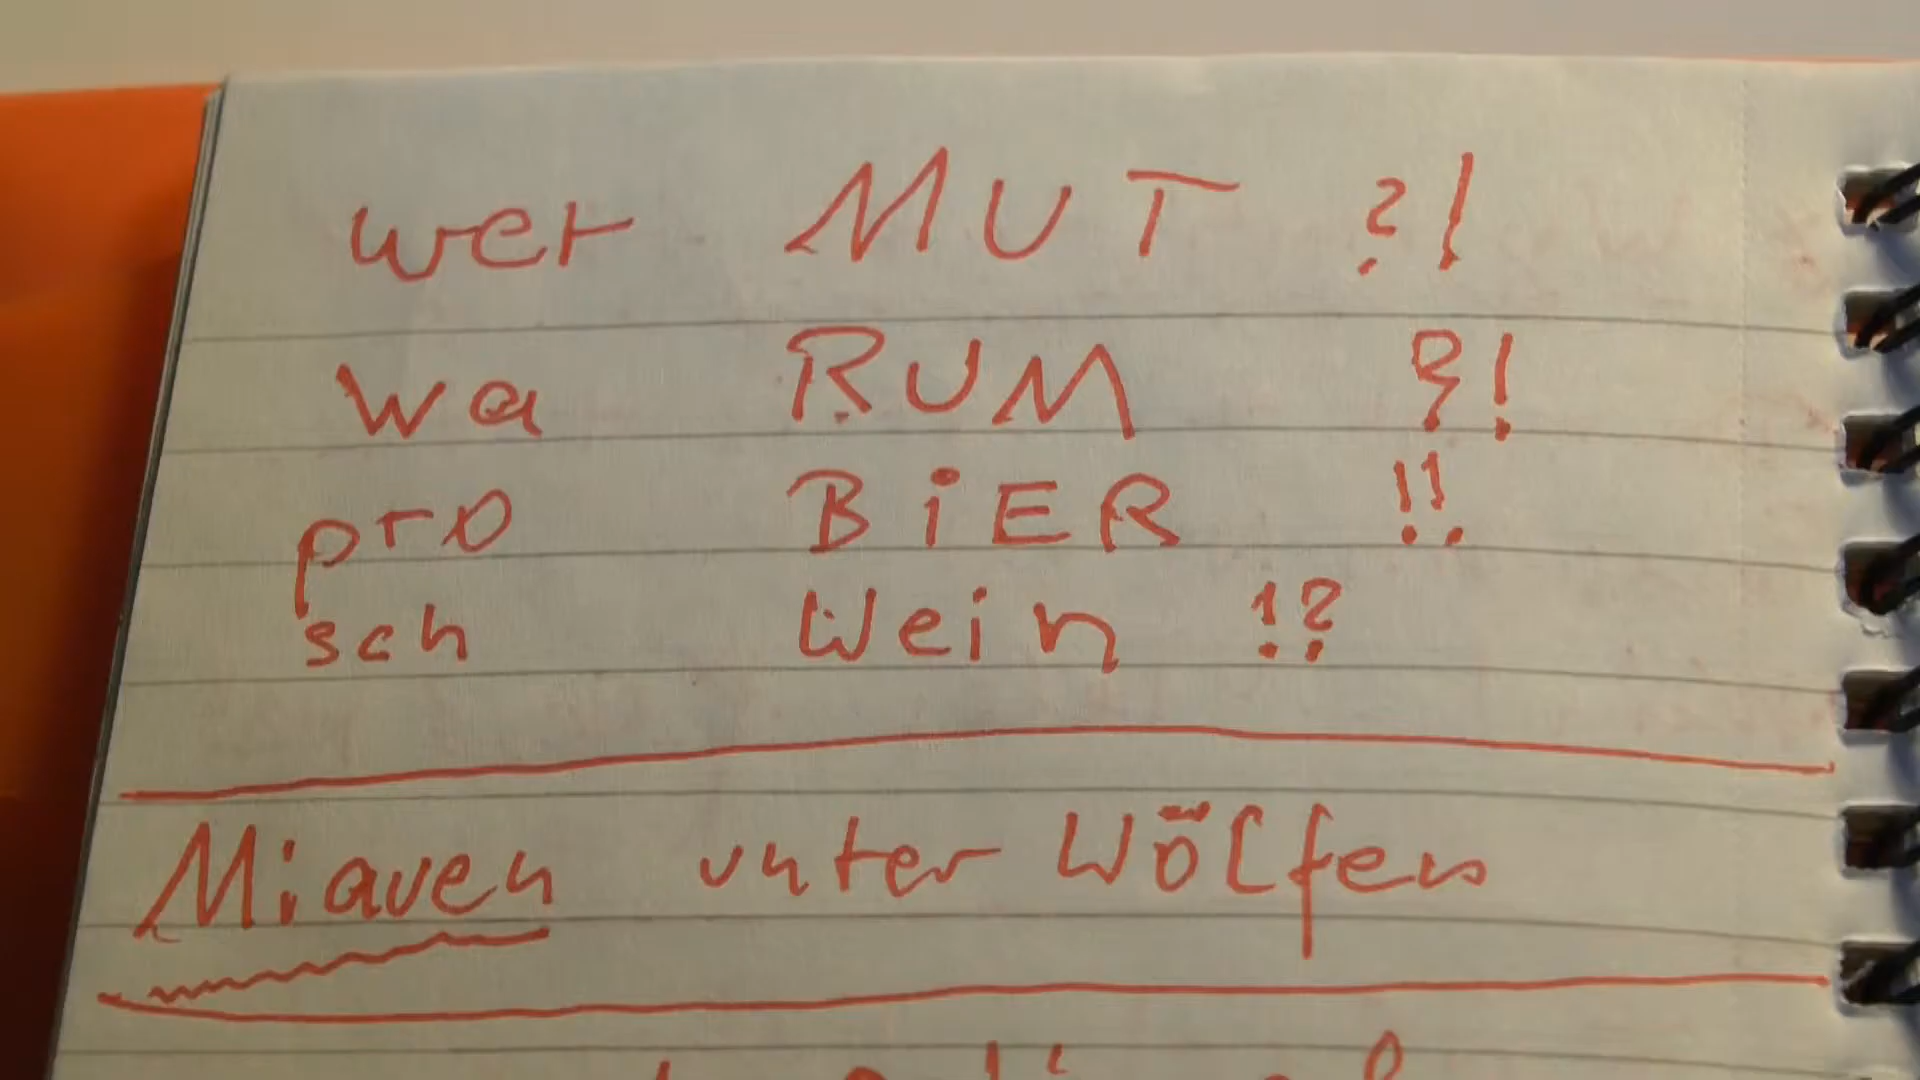 wer MUT ?!
wa RUM ?!
pro BiER !!
sch Wein !?
Miauen unter Wölfen